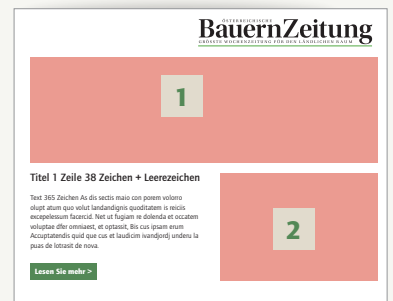 ÖSTERREICHISCHE
BauernZeitung
GRÖSSTE WOCHENZEITUNG FÜR DEN LÄNDLICHEN RAUM
1
Titel 1 Zeile 38 Zeichen + Leerezeichen
Text 365 Zeichen As dis sectis maio con porem volorro
olupt atum quo volut landandignis quoditatem is reiciis
excepelessum facercid. Net ut fugiam re dolenda et occatem
voluptae dfer omniaest, et optassit, Bis cus ipsam erum
Accuptatendis quid que cus et laudicim ivandjordj underu la
puas de lotrasit de nova.
2
Lesen Sie mehr >